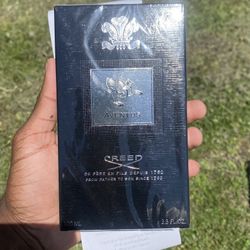 AVENTUS
CREED
DE PÈRE EN FILS DEPUIS 1760
FROM FATHER TO SON SINCE 1760
3.3 FL.OZ.